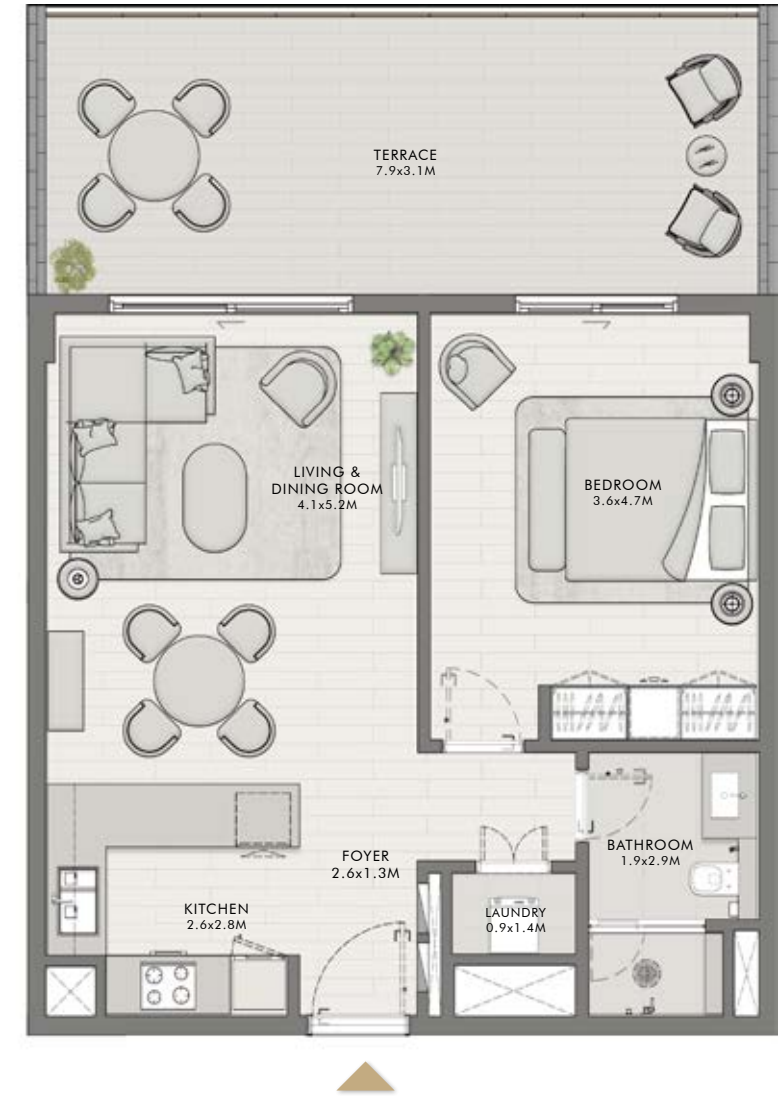 TERRACE
7.9x3.1M
LIVING &
DINING ROOM
4.1x5.2M
BEDROOM
3.6x4.7M
BATHROOM
1.9x2.9M
FOYER
2.6x1.3M
KITCHEN
2.6x2.8M
LAUNDRY
0.9x1.4M